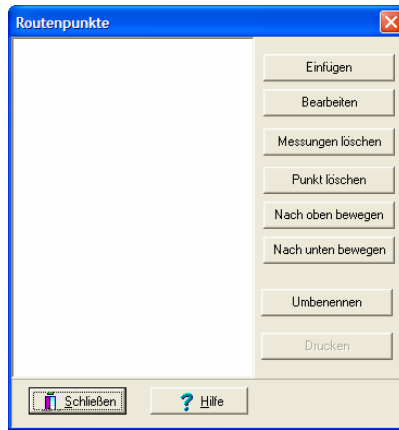 Routenpunkte
Einfügen
Bearbeiten
Messungen löschen
Punkt löschen
Nach oben bewegen
Nach unten bewegen
Umbenennen
Drucken
Schließen
Hilfe